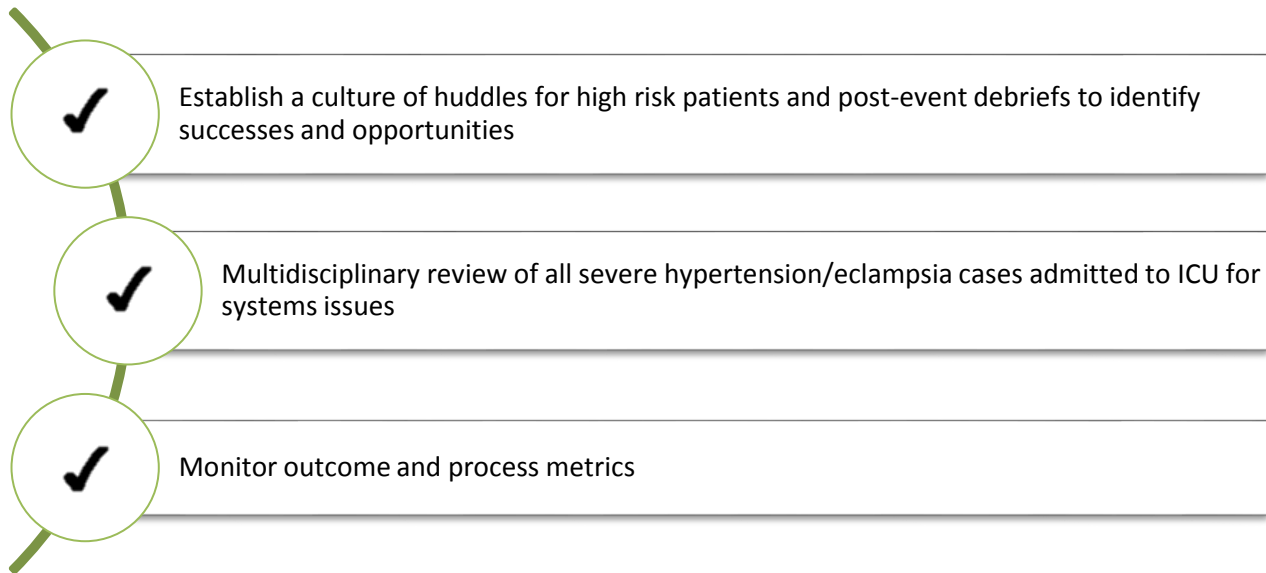 Establish a culture of huddles for high risk patients and post-event debriefs to identify
successes and opportunities
Multidisciplinary review of all severe hypertension/eclampsia cases admitted to ICU for
systems issues
Monitor outcome and process metrics